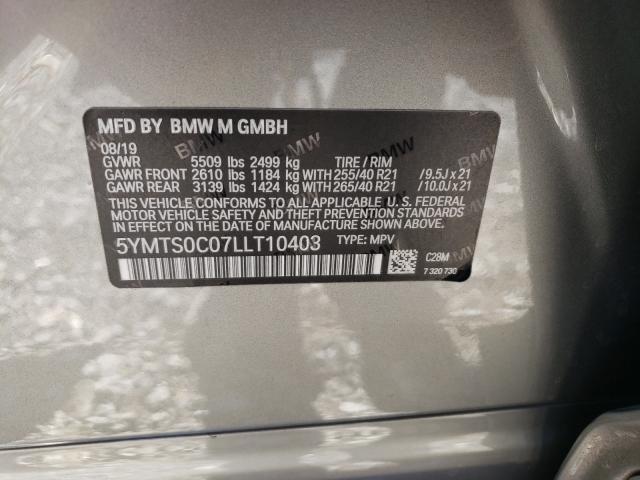 MFD BY BMW M GMBH
08/19
GVWR 5509 lbs 2499 kg TIRE / RIM
GAWR FRONT 2610 lbs 1184 kg WITH 255/40 R21 / 9.5J x 21
GAWR REAR 3139 lbs 1424 kg WITH 265/40 R21 / 10.0J x 21
THIS VEHICLE CONFORMS TO ALL APPLICABLE U. S. FEDERAL
MOTOR VEHICLE SAFETY AND THEFT PREVENTION STANDARDS
IN EFFECT ON THE DATE OF MANUFACTURE SHOWN ABOVE.
5YMTS0C07LLT10403 TYPE: MPV
C28M
7 320 730